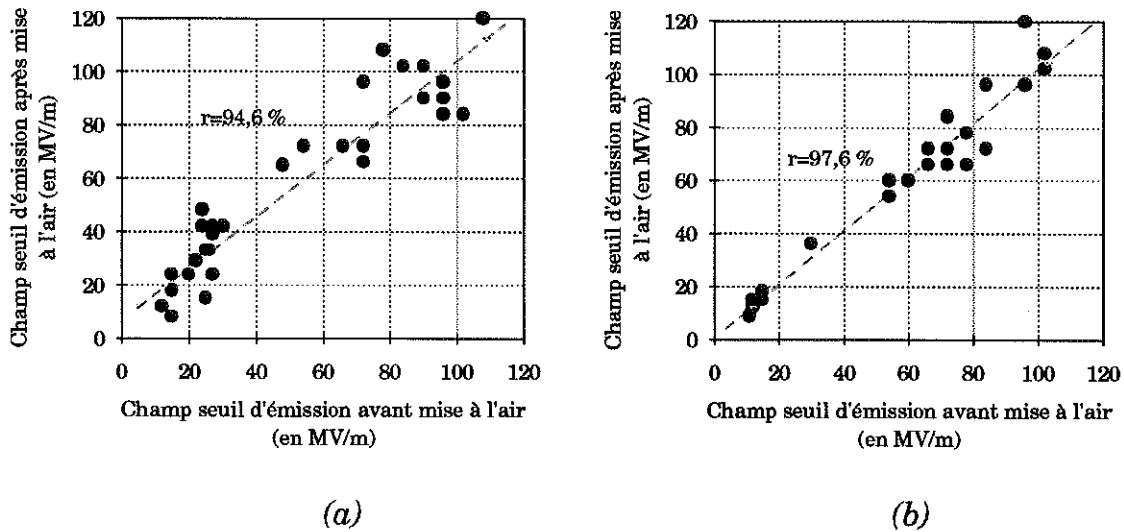 Champ seuil d'émission après mise
à l'air (en MV/m)
120
100
80
60
40
20
0
r=94,6 %
0 20 40 60 80 100 120
Champ seuil d'émission avant mise à l'air
(en MV/m)
(a)
Champ seuil d'émission après mise
à l'air (en MV/m)
120
100
80
60
40
20
0
r=97,6 %
0 20 40 60 80 100 120
Champ seuil d'émission avant mise à l'air
(en MV/m)
(b)